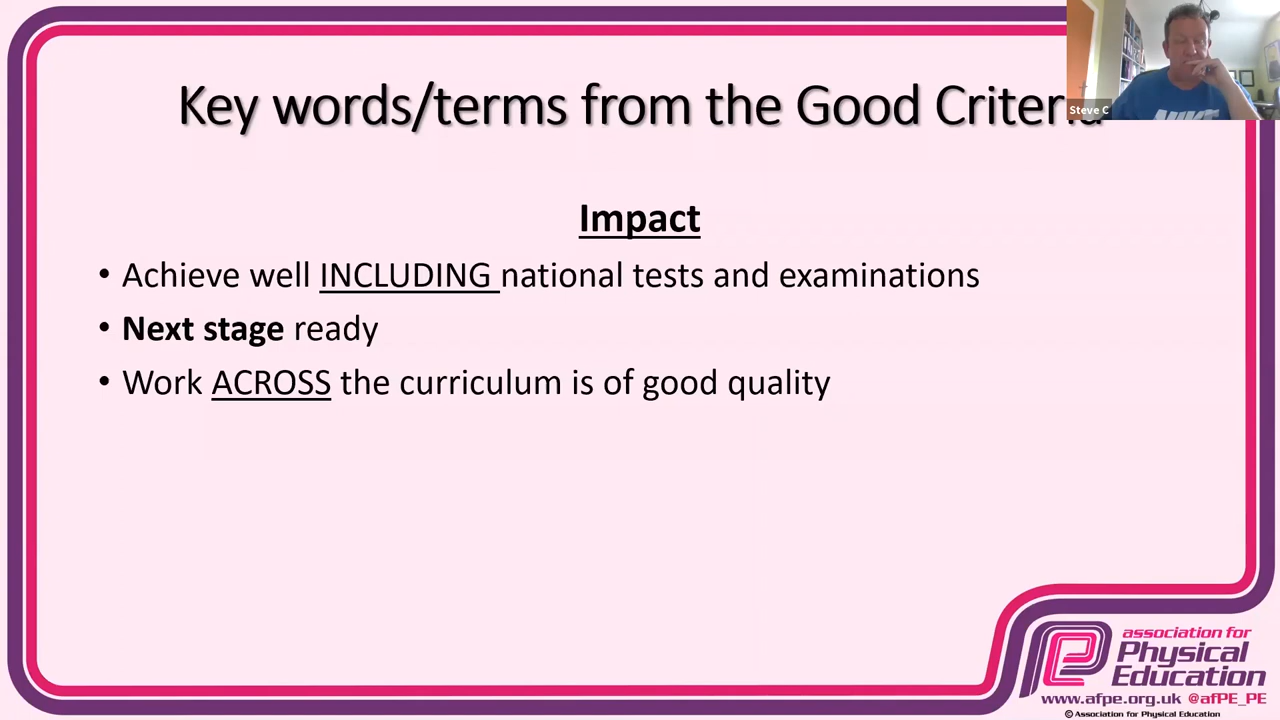 Key words/terms from the Good Criteria
Steve C
Impact
• Achieve well INCLUDING national tests and examinations
• Next stage ready
• Work ACROSS the curriculum is of good quality
association for
Physical
Education
www.afpe.org.uk @afPE_PE
© Association for Physical Education